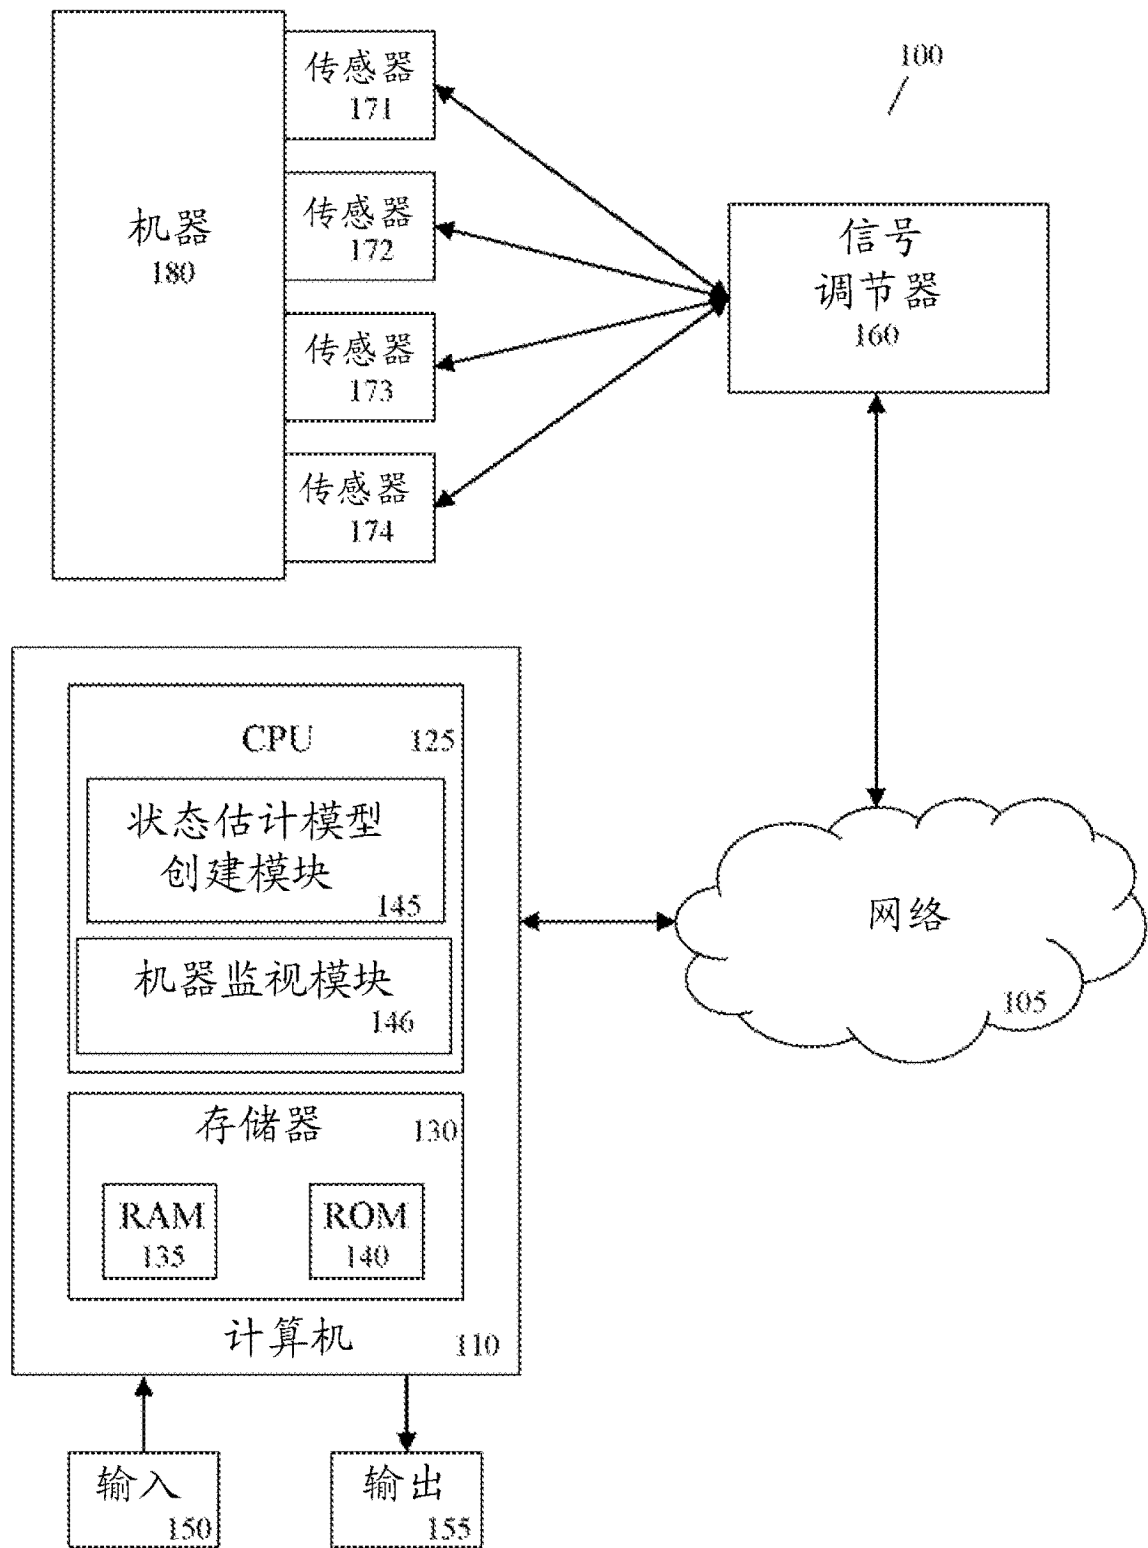 传感器
171
100
机器
180
传感器
172
信号
调节器
160
传感器
173
传感器
174
CPU
125
状态估计模型
创建模块
145
机器监视模块
146
网络
105
存储器
130
RAM
135
ROM
140
计算机
110
输入
150
输出
155